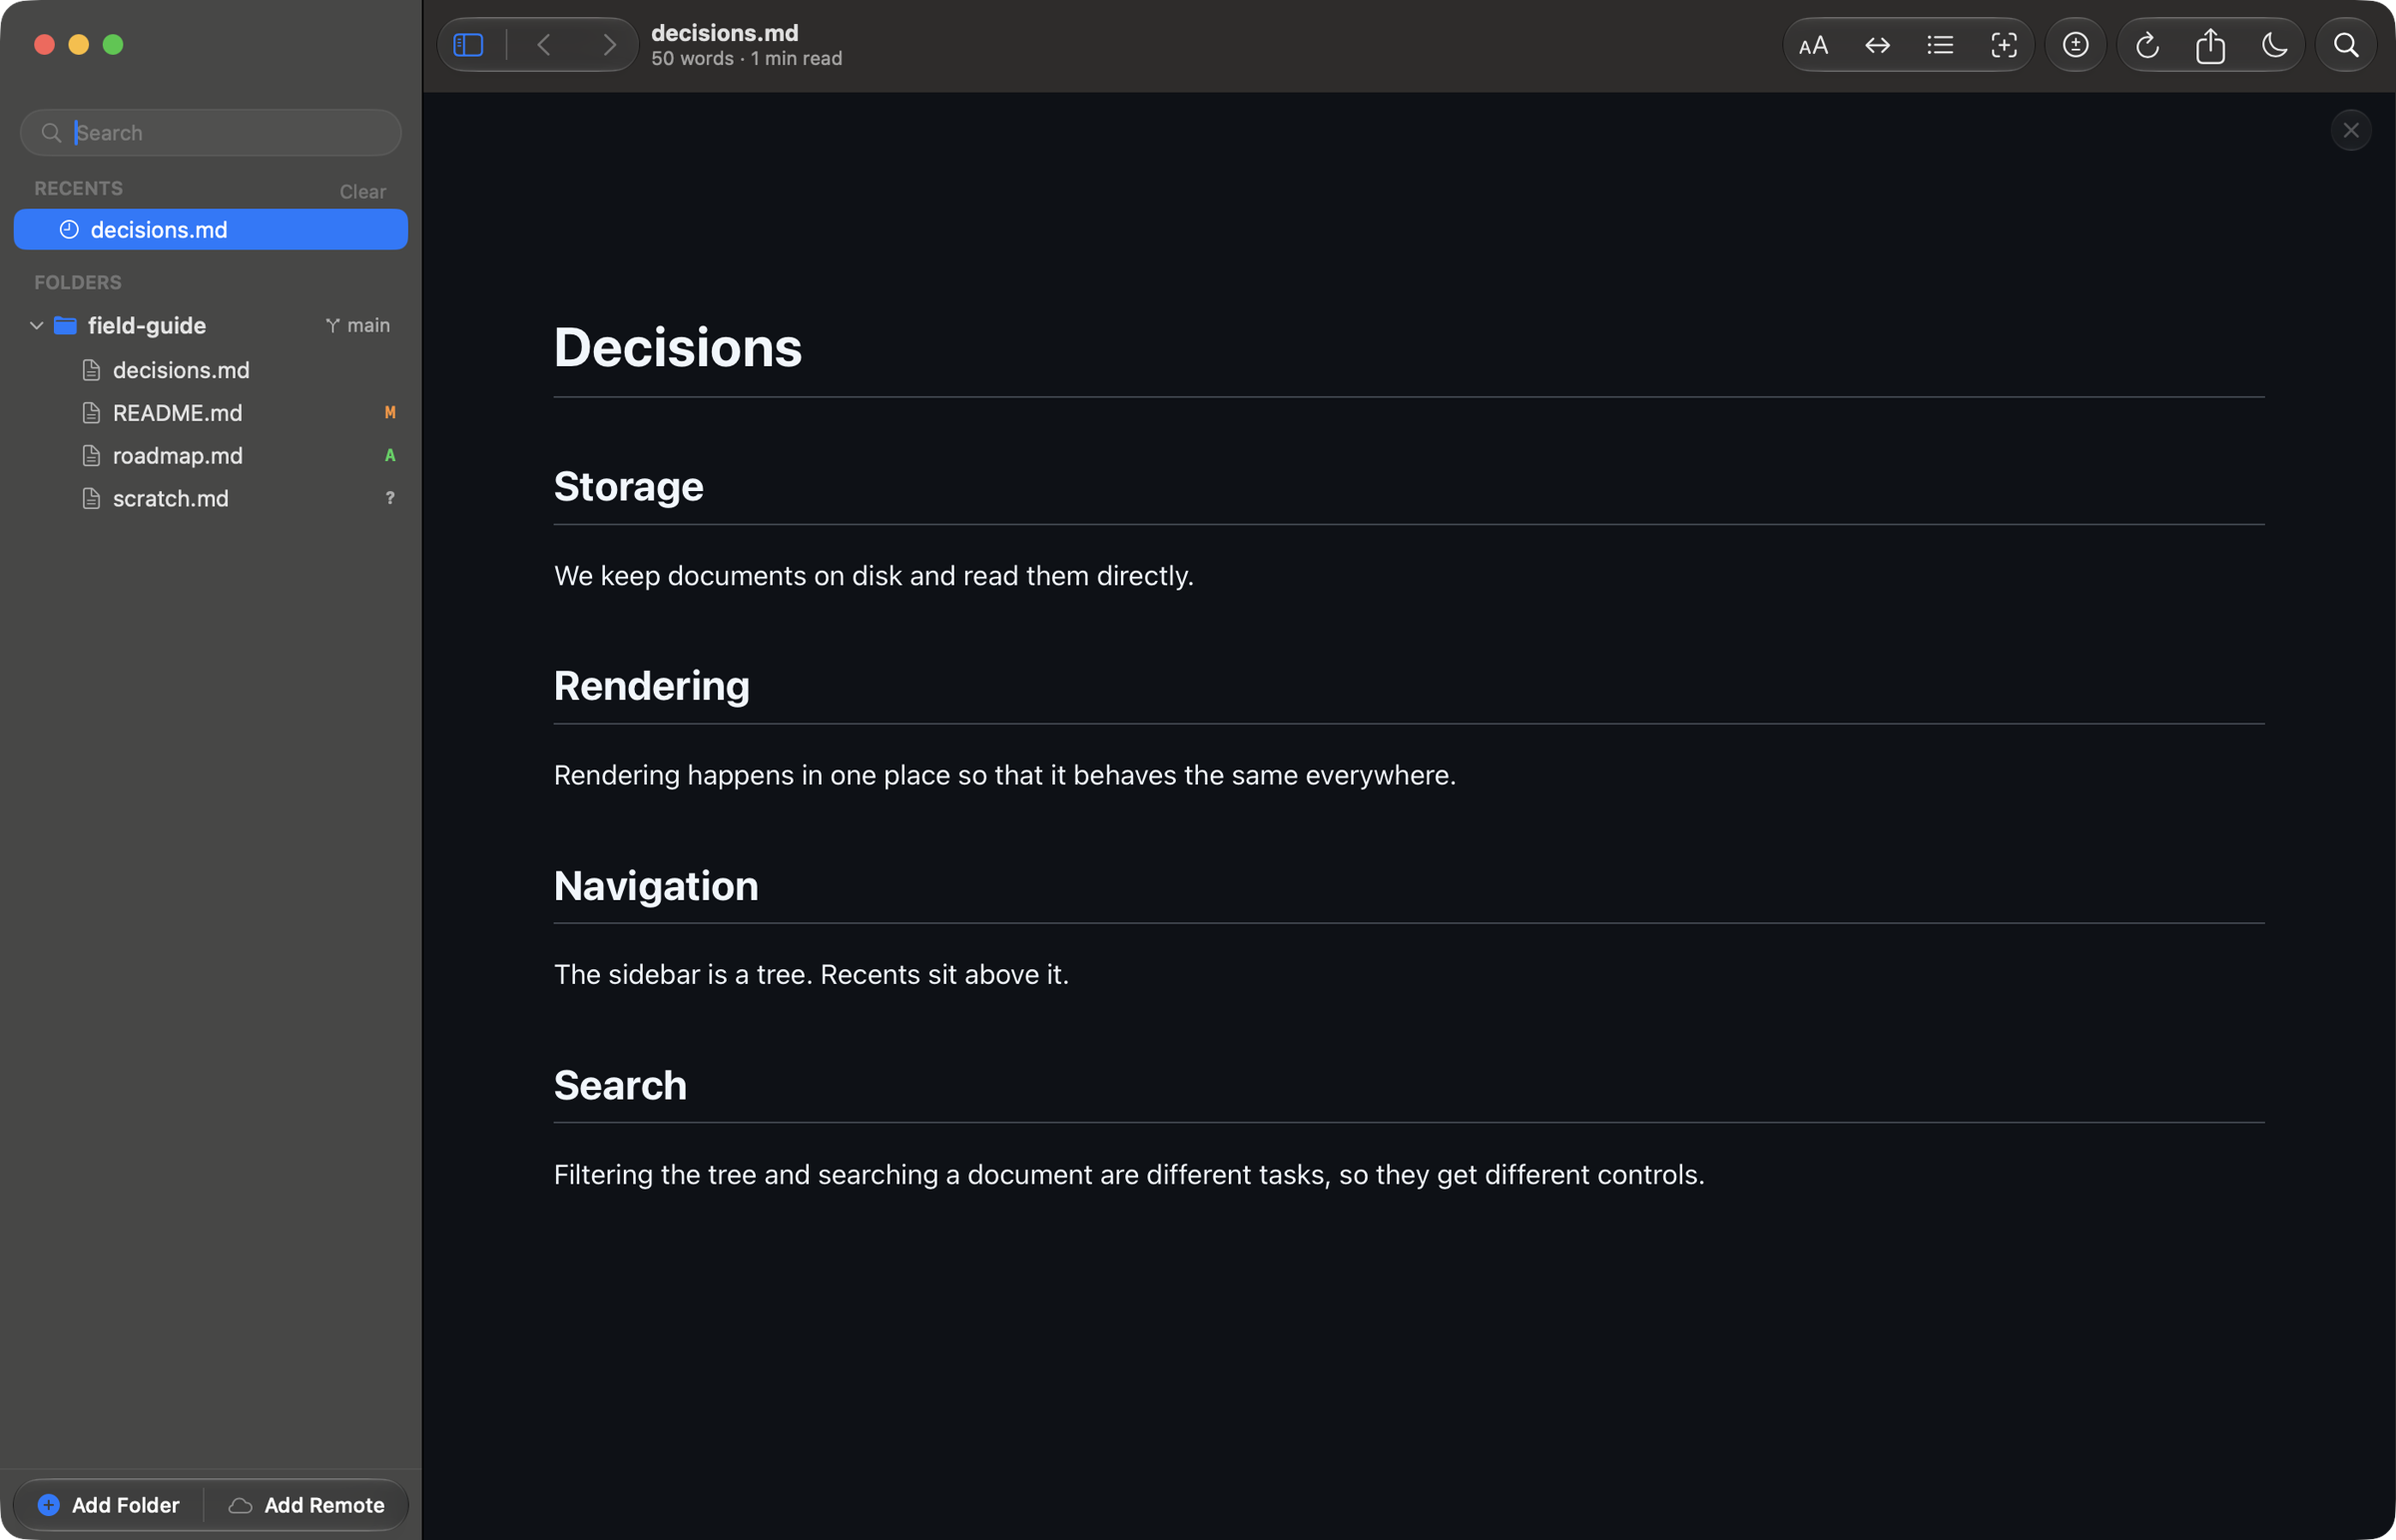 decisions.md
50 words · 1 min read
AA
Search
RECENTS
Clear
decisions.md
FOLDERS
field-guide
main
decisions.md
README.md M
roadmap.md A
scratch.md ?
Add Folder
Add Remote
Decisions
Storage
We keep documents on disk and read them directly.
Rendering
Rendering happens in one place so that it behaves the same everywhere.
Navigation
The sidebar is a tree. Recents sit above it.
Search
Filtering the tree and searching a document are different tasks, so they get different controls.